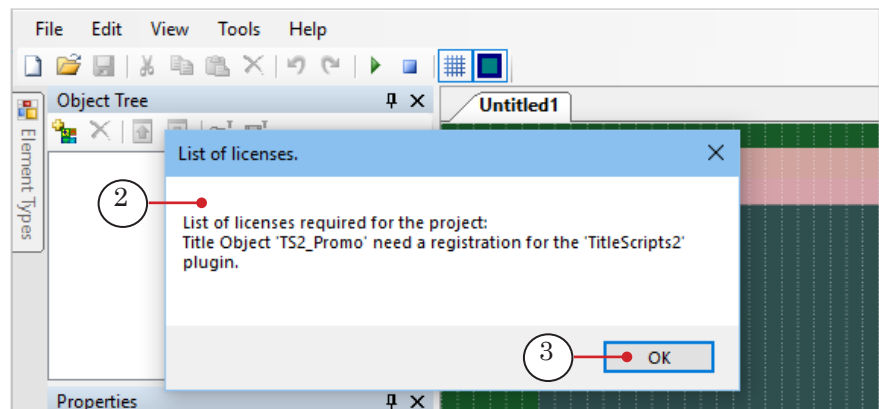 File Edit View Tools Help
Object Tree
Untitled1
Element Types
List of licenses.
2
List of licenses required for the project:
Title Object 'TS2_Promo' need a registration for the 'TitleScripts2'
plugin.
3
OK
Properties